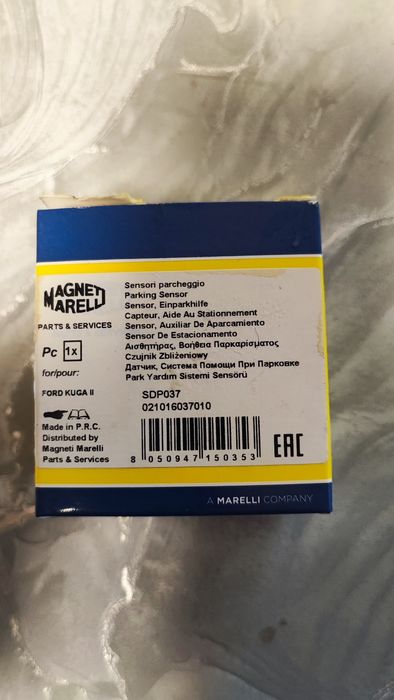 MAGNETI
MARELLI
PARTS & SERVICES
Pc 1x
for/pour:
FORD KUGA II
Made in P.R.C.
Distributed by
Magneti Marelli
Parts & Services
Sensori parcheggio
Parking Sensor
Sensor, Einparkhilfe
Capteur, Aide Au Stationnement
Sensor, Auxiliar De Aparcamiento
Sensor De Estacionamento
Αισθητήρας, Βοήθεια Παρκαρίσματος
Czujnik Zbliżeniowy
Датчик, Система Помощи При Парковке
Park Yardım Sistemi Sensörü
SDP037
021016037010
8 050947 150353
EAC
A MARELLI COMPANY